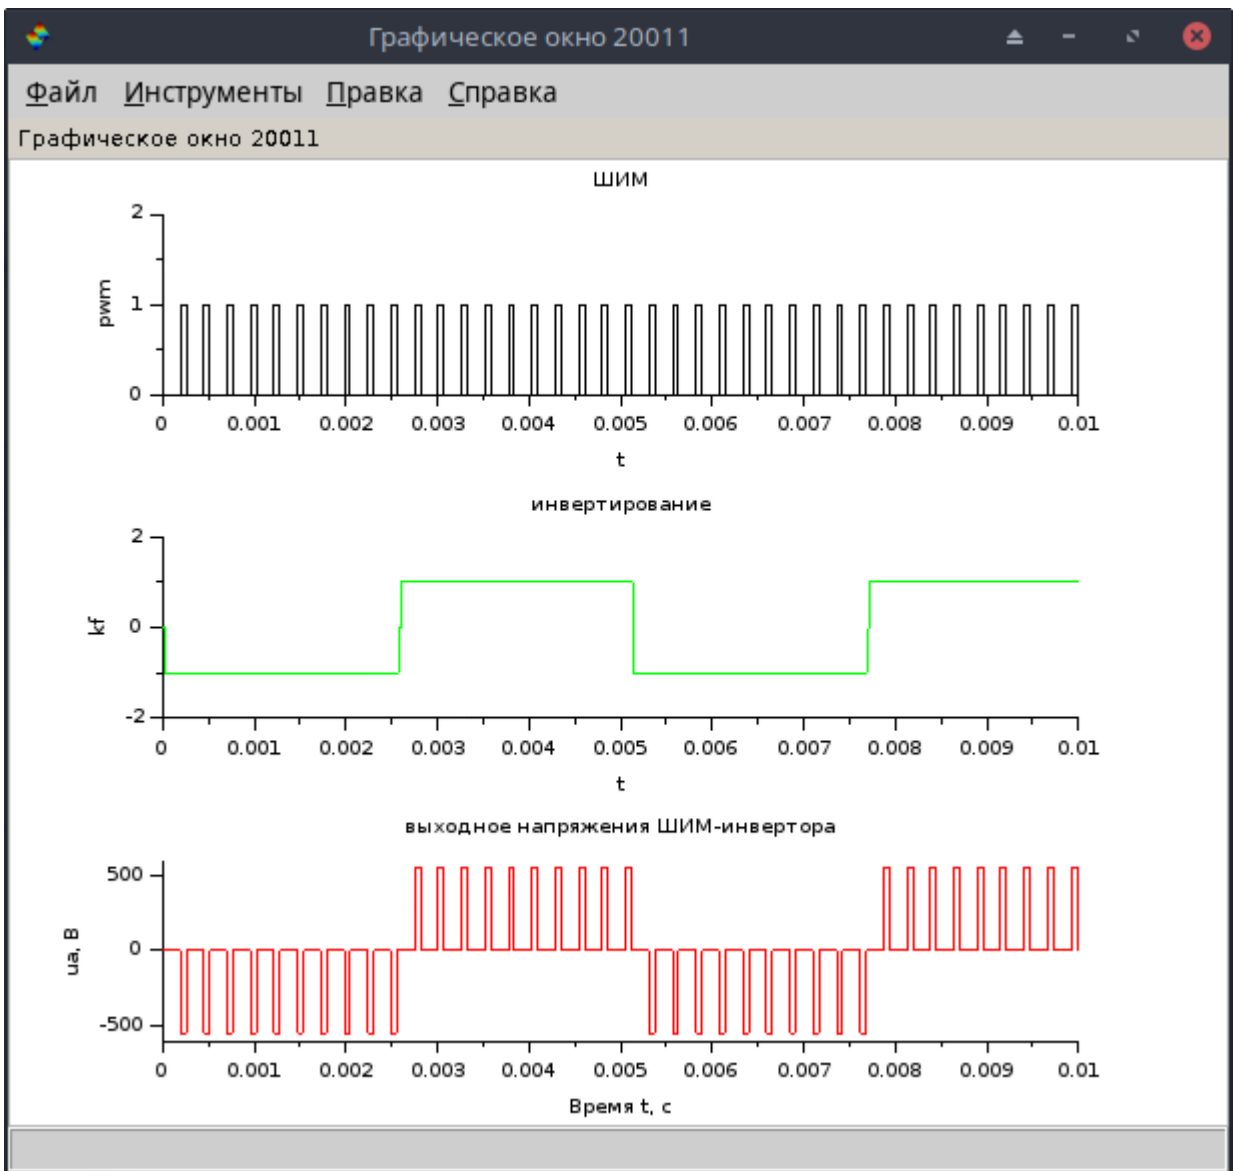 Графическое окно 20011
Файл Инструменты Правка Справка
Графическое окно 20011
ШИМ
2
1
0
pwm
0 0.001 0.002 0.003 0.004 0.005 0.006 0.007 0.008 0.009 0.01
t
инвертирование
2
0
-2
kf
0 0.001 0.002 0.003 0.004 0.005 0.006 0.007 0.008 0.009 0.01
t
выходное напряжения ШИМ-инвертора
500
0
-500
ua, В
0 0.001 0.002 0.003 0.004 0.005 0.006 0.007 0.008 0.009 0.01
Время t, с